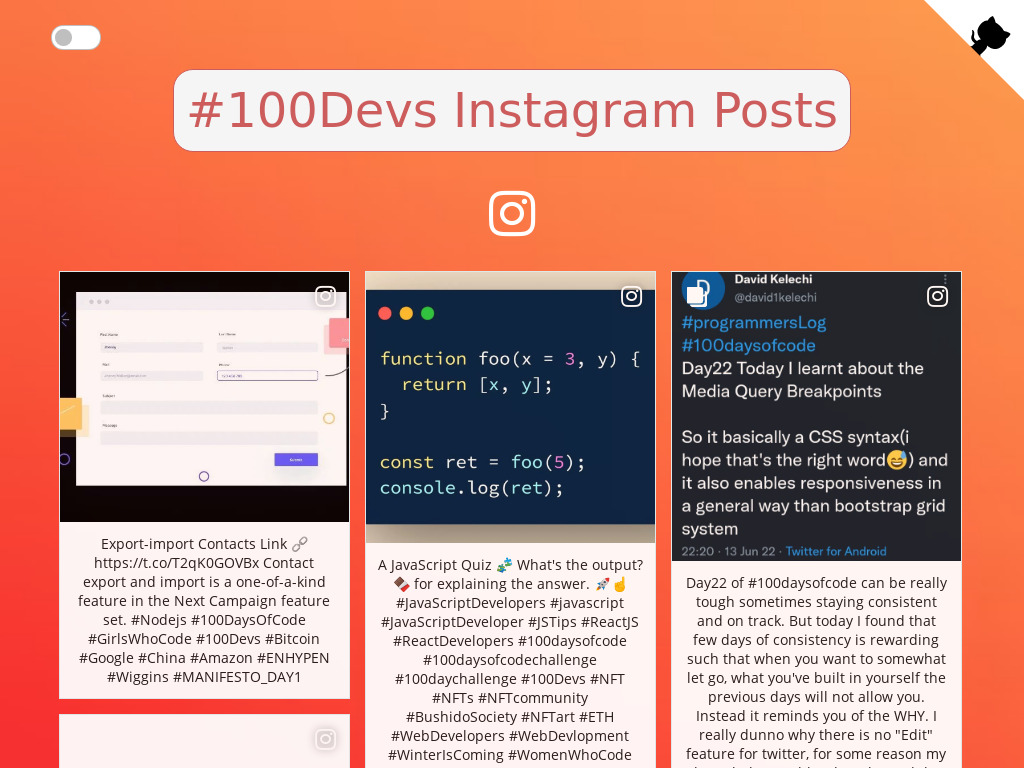 #100Devs Instagram Posts
First Name
Last Name
Message
Export-import Contacts Link 🔗
https://t.co/T2qK0GOVBx Contact
export and import is a one-of-a-kind
feature in the Next Campaign feature
set. #Nodejs #100DaysOfCode
#GirlsWhoCode #100Devs #Bitcoin
#Google #China #Amazon #ENHYPEN
#Wiggins #MANIFESTO_DAY1
function foo(x = 3, y) {
return [x, y];
}
const ret = foo(5);
console.log(ret);
A JavaScript Quiz 🧩 What's the output?
🍫 for explaining the answer. 🚀☝
#JavaScriptDevelopers #javascript
#JavaScriptDeveloper #JSTips #ReactJS
#ReactDevelopers #100daysofcode
#100daysofcodechallenge
#100daychallenge #100Devs #NFT
#NFTs #NFTcommunity
#BushidoSociety #NFTart #ETH
#WebDevelopers #WebDevlopment
#WinterIsComing #WomenWhoCode
David Kelechi
@david1kelechi
#programmersLog
#100daysofcode
Day22 Today I learnt about the
Media Query Breakpoints
So it basically a CSS syntax(i
hope that's the right word😅) and
it also enables responsiveness in
a general way than bootstrap grid
system
22:20 · 13 Jun 22 · Twitter for Android
Day22 of #100daysofcode can be really
tough sometimes staying consistent
and on track. But today I found that
few days of consistency is rewarding
such that when you want to somewhat
let go, what you've built in yourself the
previous days will not allow you.
Instead it reminds you of the WHY. I
really dunno why there is no "Edit"
feature for twitter, for some reason my